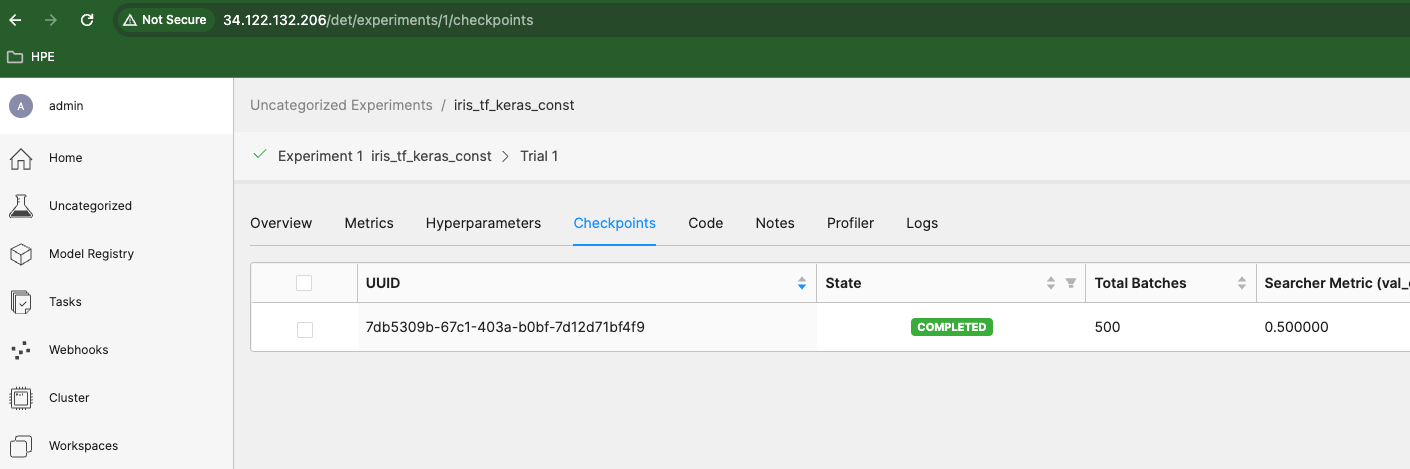 Not Secure 34.122.132.206/det/experiments/1/checkpoints
HPE
A admin
Home
Uncategorized
Model Registry
Tasks
Webhooks
Cluster
Workspaces
Uncategorized Experiments / iris_tf_keras_const
Experiment 1 iris_tf_keras_const > Trial 1
Overview Metrics Hyperparameters Checkpoints Code Notes Profiler Logs
UUID State Total Batches Searcher Metric (val_
7db5309b-67c1-403a-b0bf-7d12d71bf4f9 COMPLETED 500 0.500000